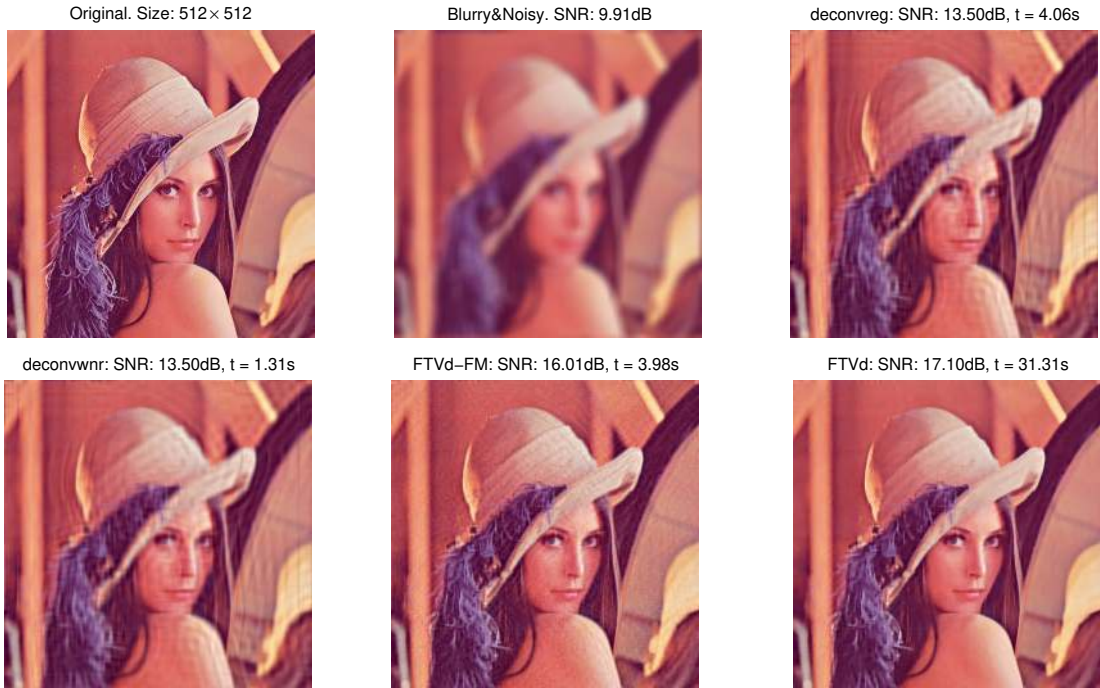 Original. Size: 512× 512
Blurry&Noisy. SNR: 9.91dB
deconvreg: SNR: 13.50dB, t = 4.06s
deconvwnr: SNR: 13.50dB, t = 1.31s
FTVd−FM: SNR: 16.01dB, t = 3.98s
FTVd: SNR: 17.10dB, t = 31.31s